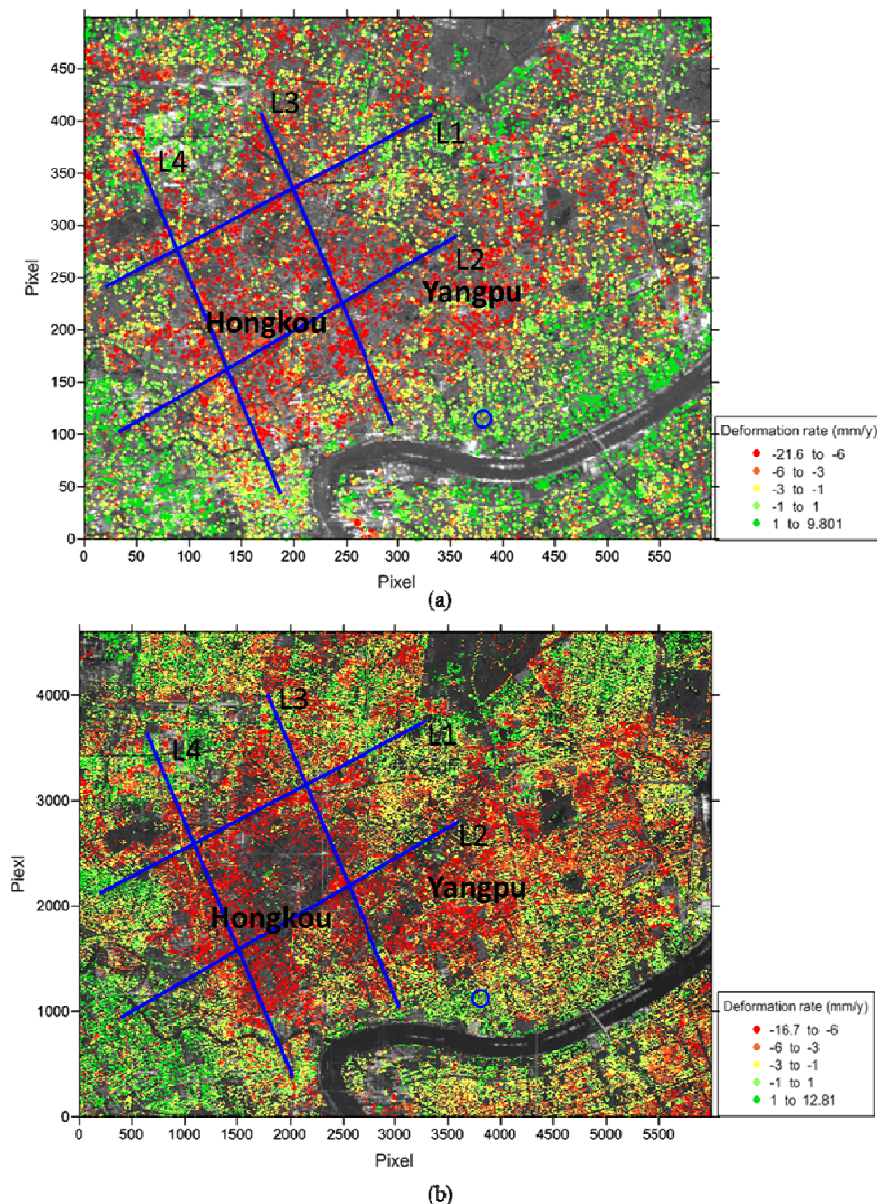 450
400
350
300
250
200
150
100
50
0
Pixel
L3
L1
L4
L2
Yangpu
Hongkou
0 50 100 150 200 250 300 350 400 450 500 550
Pixel
Deformation rate (mm/y)
-21.6 to -6
-6 to -3
-3 to -1
-1 to 1
1 to 9.801
(a)
4000
3000
2000
1000
0
Piexl
L3
L1
L4
L2
Yangpu
Hongkou
0 500 1000 1500 2000 2500 3000 3500 4000 4500 5000 5500
Pixel
Deformation rate (mm/y)
-16.7 to -6
-6 to -3
-3 to -1
-1 to 1
1 to 12.81
(b)